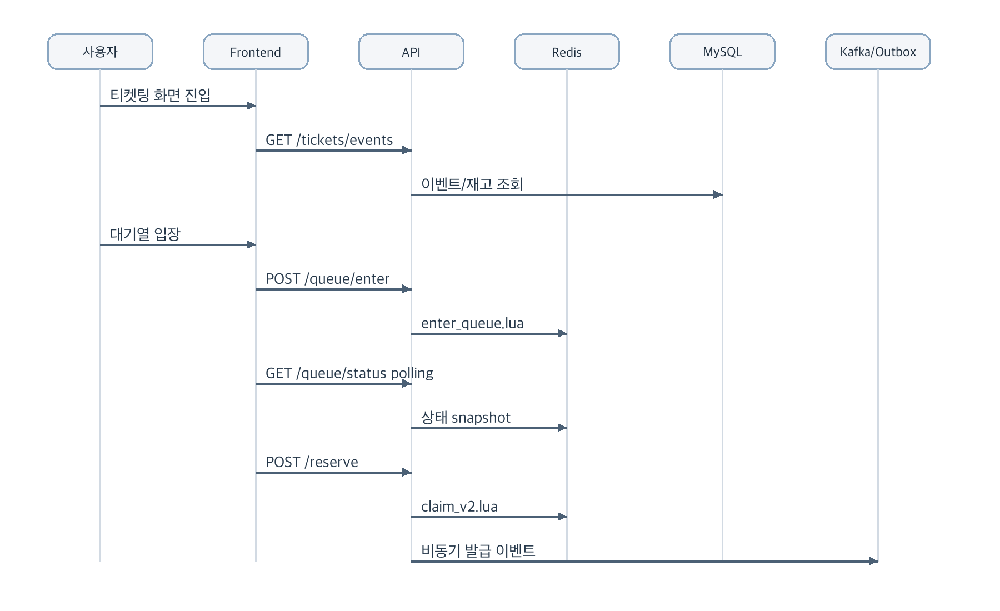 사용자
Frontend
API
Redis
MySQL
Kafka/Outbox
티켓팅 화면 진입
GET /tickets/events
이벤트/재고 조회
대기열 입장
POST /queue/enter
enter_queue.lua
GET /queue/status polling
상태 snapshot
POST /reserve
claim_v2.lua
비동기 발급 이벤트